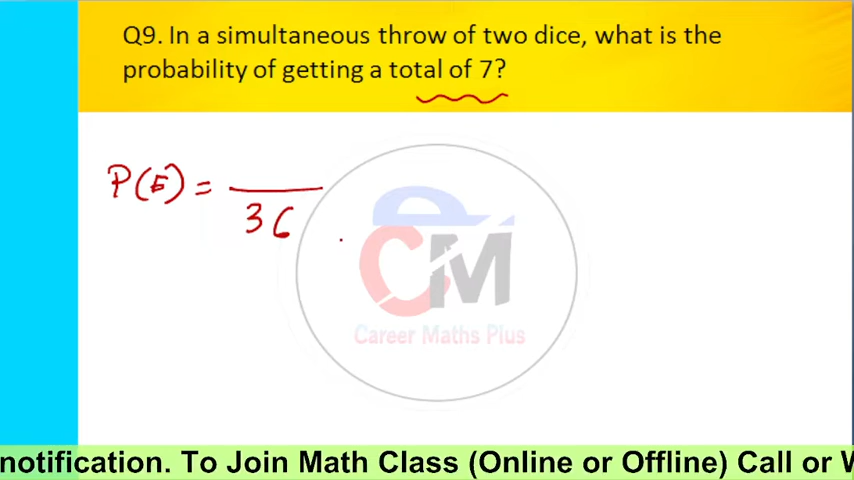 Q9. In a simultaneous throw of two dice, what is the
probability of getting a total of 7?
P(E) =
36
CM
Career Maths Plus
notification. To Join Math Class (Online or Offline) Call or W